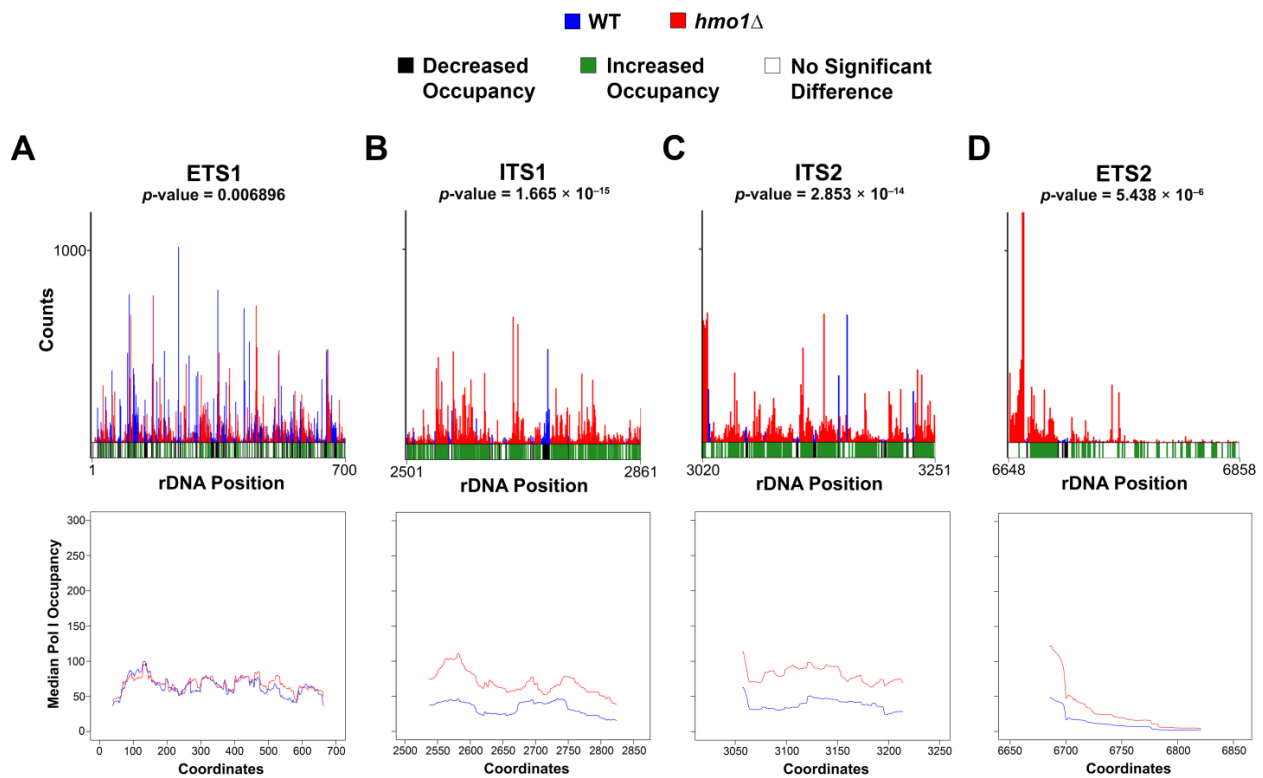 WT hmo1Δ
Decreased Occupancy
Increased Occupancy
No Significant Difference
A
ETS1
p-value = 0.006896
1000
Counts
1 700
rDNA Position
B
ITS1
p-value = 1.665 × 10⁻¹⁵
2501 2861
rDNA Position
C
ITS2
p-value = 2.853 × 10⁻¹⁴
3020 3251
rDNA Position
D
ETS2
p-value = 5.438 × 10⁻⁶
6648 6858
rDNA Position
Median Pol I Occupancy
300
250
200
150
100
50
0
0 100 200 300 400 500 600 700
Coordinates
2500 2550 2600 2650 2700 2750 2800 2850
Coordinates
3050 3100 3150 3200 3250
Coordinates
6650 6700 6750 6800 6850
Coordinates